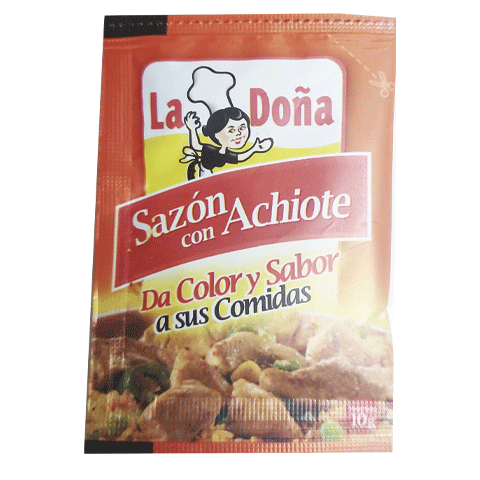 La Doña
Sazón
con Achiote
Da Color y Sabor
a sus Comidas
10g